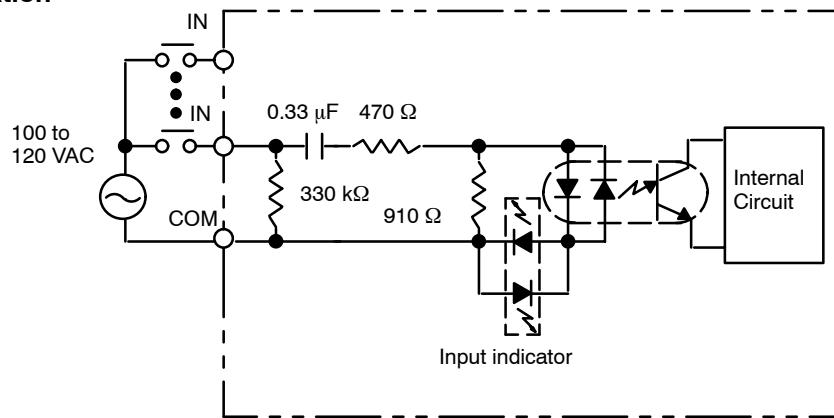 IN
IN
0.33 μF
470 Ω
100 to
120 VAC
330 kΩ
910 Ω
COM
Internal
Circuit
Input indicator